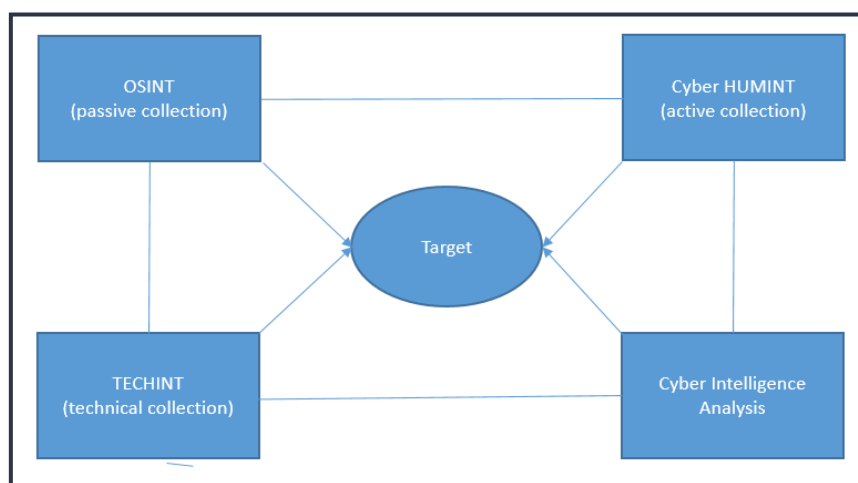 OSINT
(passive collection)
Cyber HUMINT
(active collection)
Target
TECHINT
(technical collection)
Cyber Intelligence
Analysis